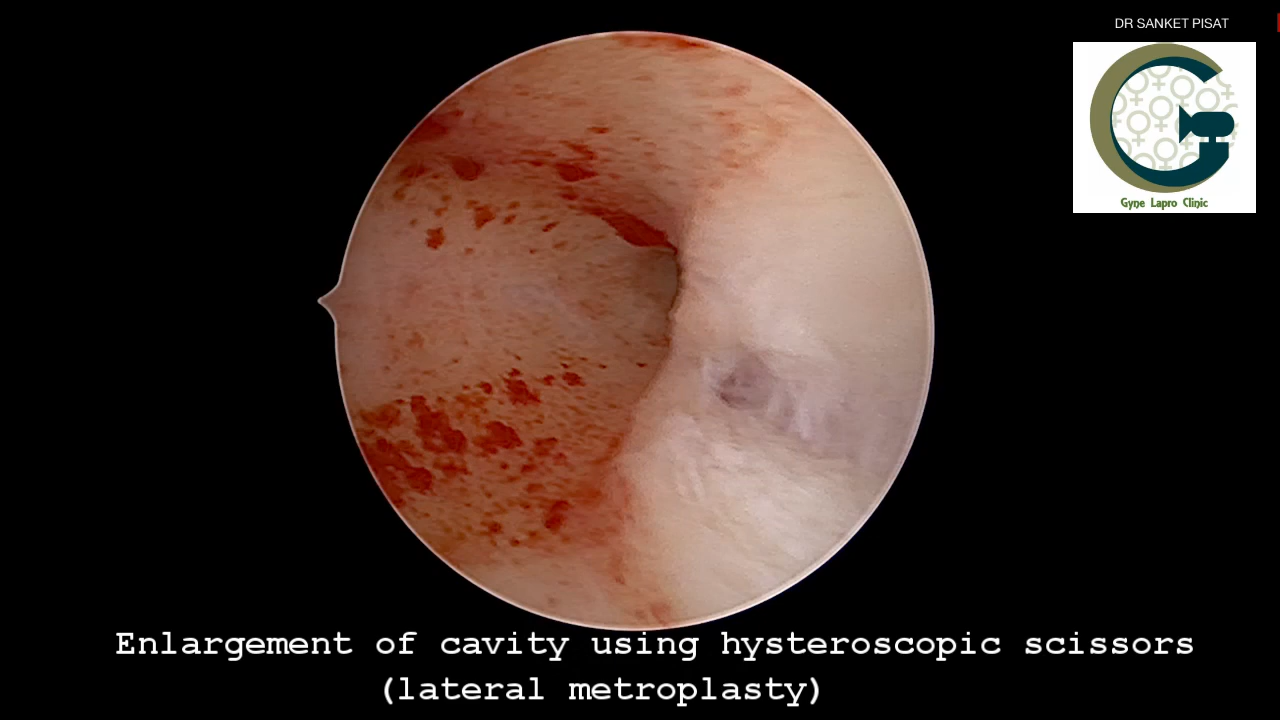 DR SANKET PISAT
Gyne Lapro Clinic
Enlargement of cavity using hysteroscopic scissors
(lateral metroplasty)